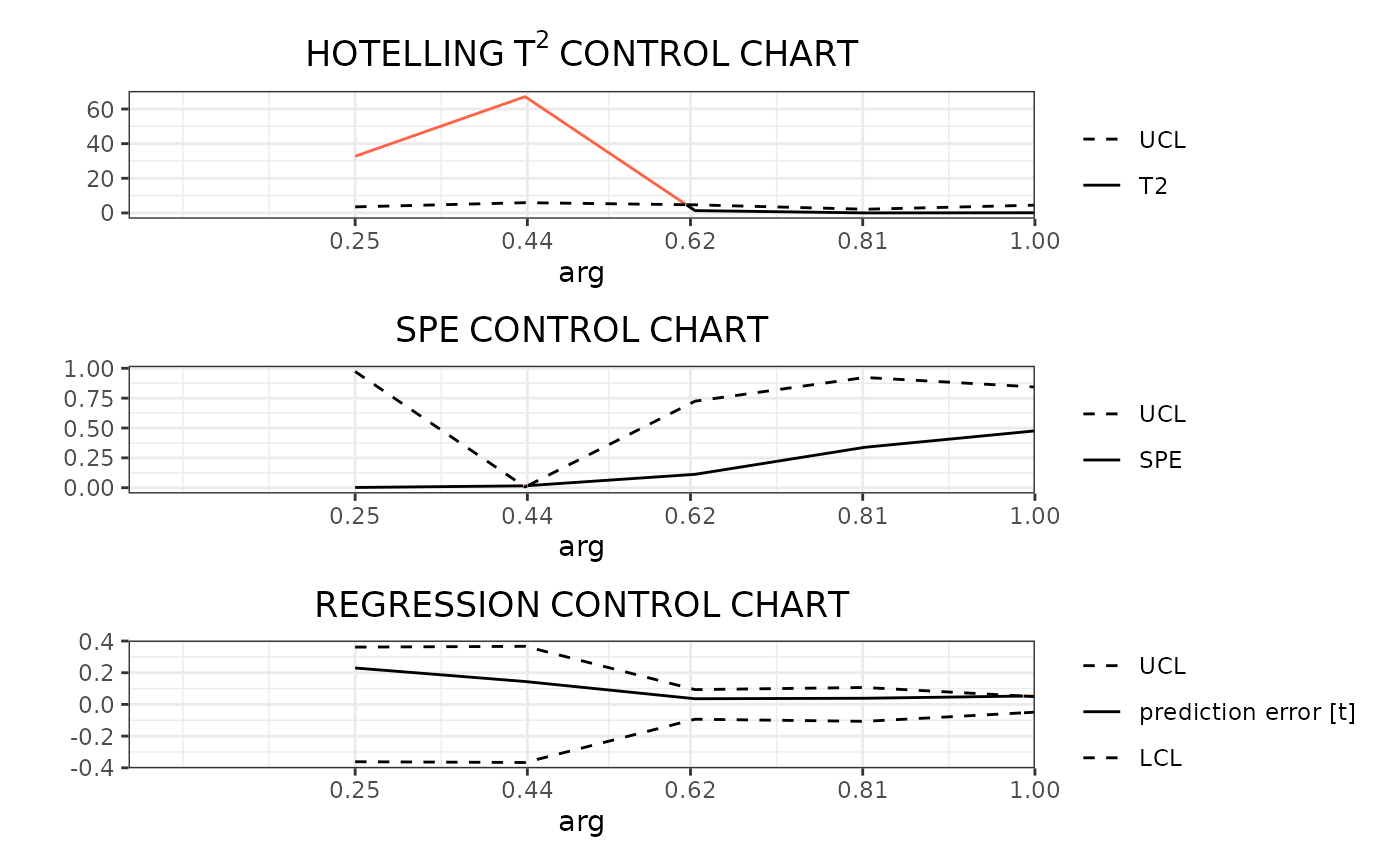 HOTELLING T² CONTROL CHART
60
40
20
0
0.25 0.44 0.62 0.81 1.00
arg
UCL
T2
SPE CONTROL CHART
1.00
0.75
0.50
0.25
0.00
0.25 0.44 0.62 0.81 1.00
arg
UCL
SPE
REGRESSION CONTROL CHART
0.4
0.2
0.0
-0.2
-0.4
0.25 0.44 0.62 0.81 1.00
arg
UCL
prediction error [t]
LCL